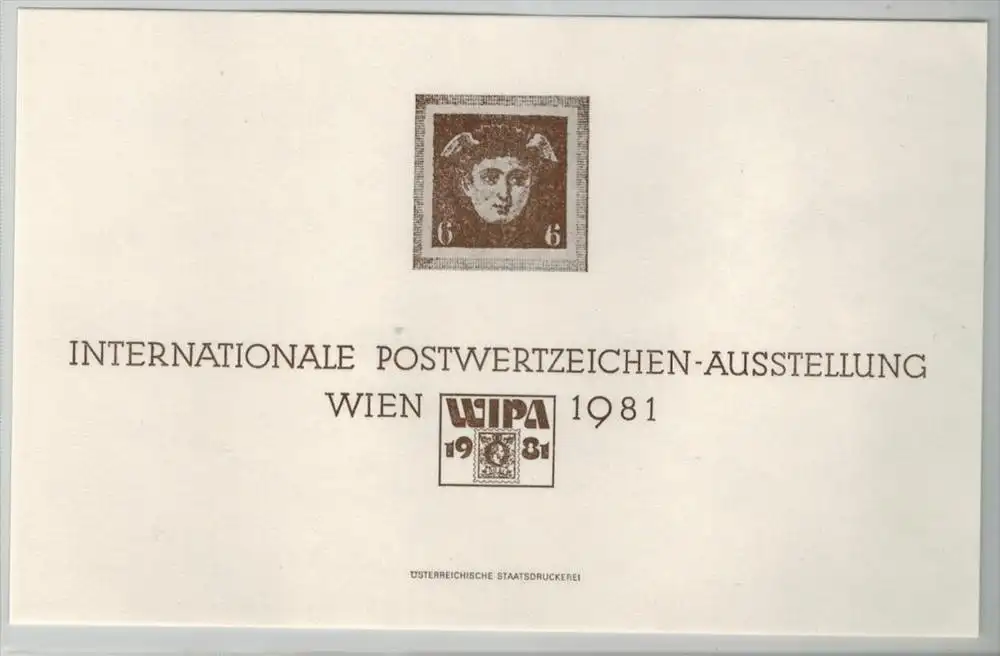 6 6
INTERNATIONALE POSTWERTZEICHEN-AUSSTELLUNG
WIEN WIPA 1981
19 81
ÖSTERREICHISCHE STAATSDRUCKEREI